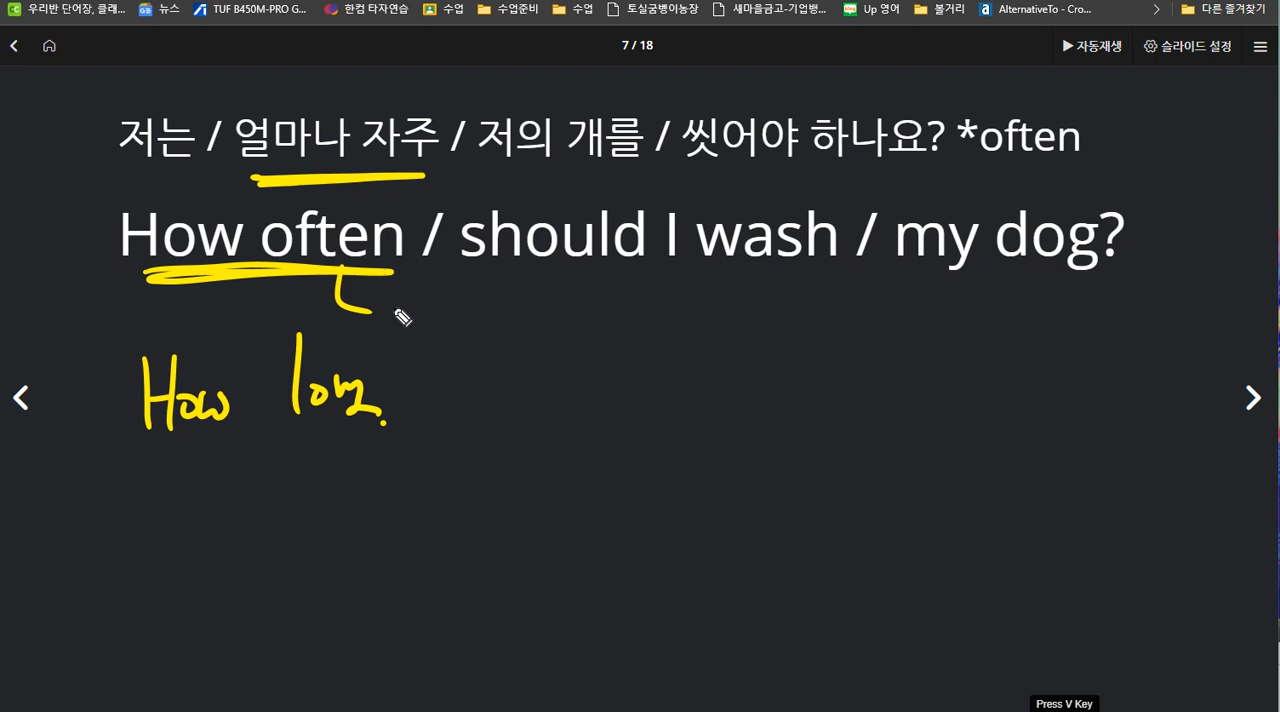 우리반 단어장, 클래... 뉴스 TUF B450M-PRO G... 한컴 타자연습 수업 수업준비 수업 토실굼벵이농장 새마을금고-기업뱅... Up 영어 볼거리 AlternativeTo - Cro... 다른 즐겨찾기
7 / 18 자동재생 슬라이드 설정
저는 / 얼마나 자주 / 저의 개를 / 씻어야 하나요? *often
How often / should I wash / my dog?
How long.
Press V Key